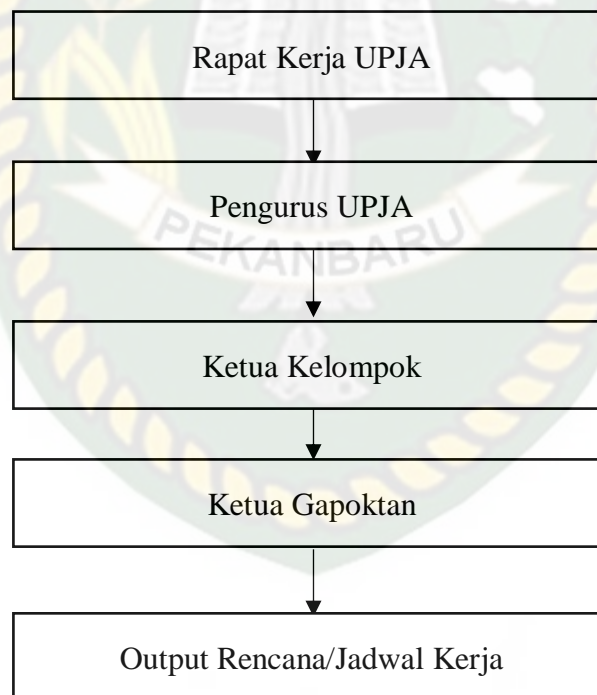 Rapat Kerja UPJA
Pengurus UPJA
PEKANBARU
Ketua Kelompok
Ketua Gapoktan
Output Rencana/Jadwal Kerja